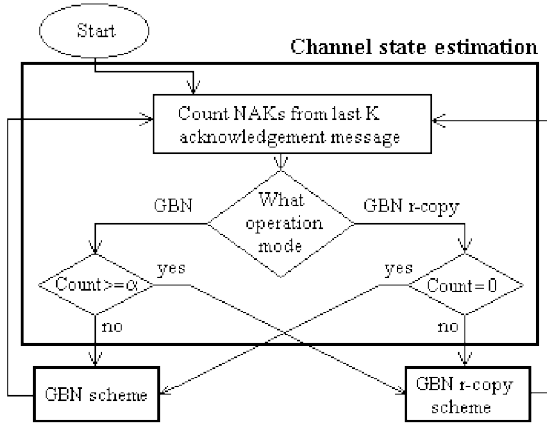 Start
Channel state estimation
Count NAKs from last K
acknowledgement message
What
operation
mode
GBN
GBN r-copy
Count>=α
yes
yes
Count=0
no
no
GBN scheme
GBN r-copy
scheme